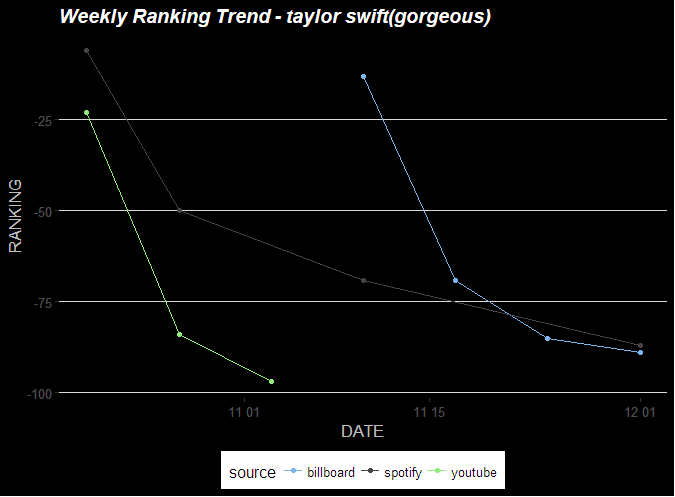 Weekly Ranking Trend - taylor swift(gorgeous)
RANKING
-25
-50
-75
-100
11 01
11 15
12 01
DATE
source billboard spotify youtube